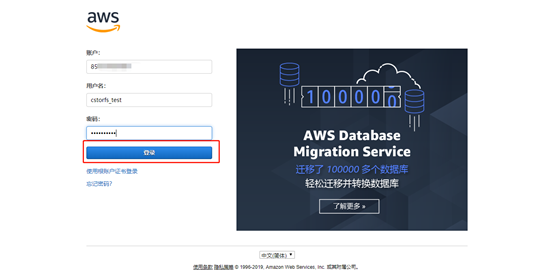 aws
账户:
85
用户名:
cstorfs_test
密码:
••••••••••
登录
使用根账户证书登录
忘记密码?
100000
AWS Database
Migration Service
迁移了 100000 多个数据库
轻松迁移并转换数据库
了解更多 »
中文(简体)
使用条款 隐私政策 © 1996-2019, Amazon Web Services, Inc. 或其附属公司。